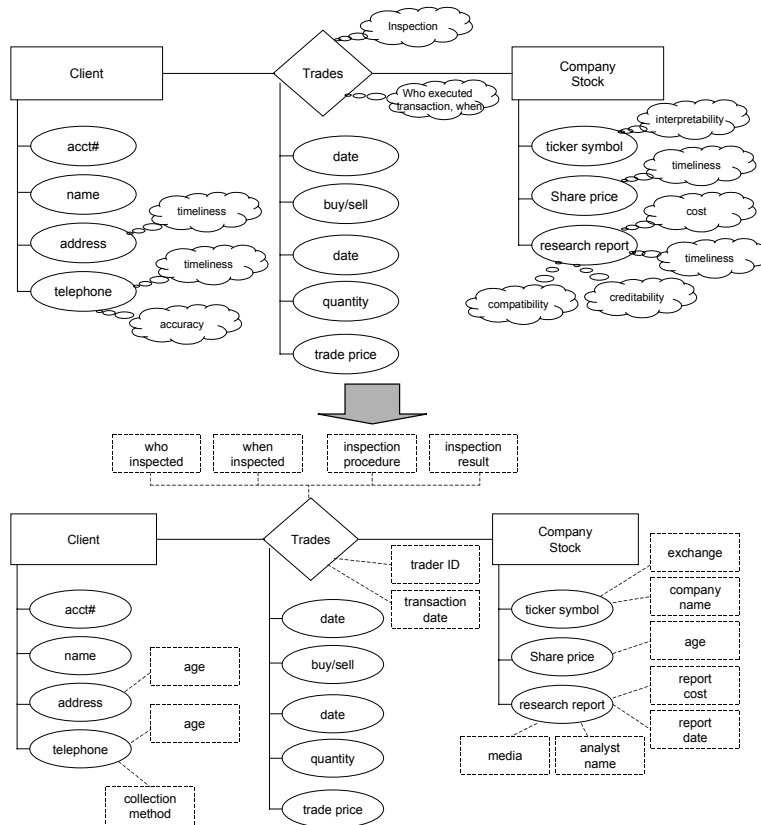 Inspection
Client
Trades
Company
Stock
Who executed
transaction, when
acct#
name
address
timeliness
telephone
timeliness
accuracy
date
buy/sell
date
quantity
trade price
ticker symbol
interpretability
Share price
timeliness
research report
cost
timeliness
compatibility
creditability
who
inspected
when
inspected
inspection
procedure
inspection
result
Client
Trades
Company
Stock
trader ID
transaction
date
acct#
name
address
age
telephone
age
collection
method
date
buy/sell
date
quantity
trade price
ticker symbol
exchange
company
name
Share price
age
research report
report
cost
report
date
media
analyst
name